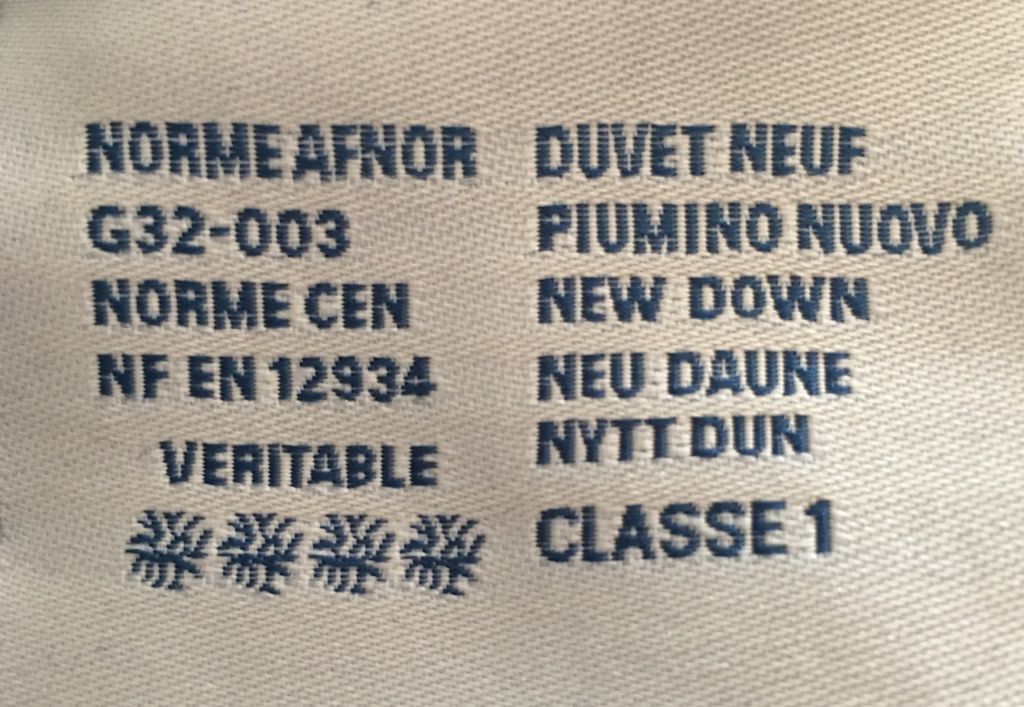 NORME AFNOR
G32-003
NORME CEN
NF EN 12934
VERITABLE
DUVET NEUF
PIUMINO NUOVO
NEW DOWN
NEU DAUNE
NYTT DUN
CLASSE 1